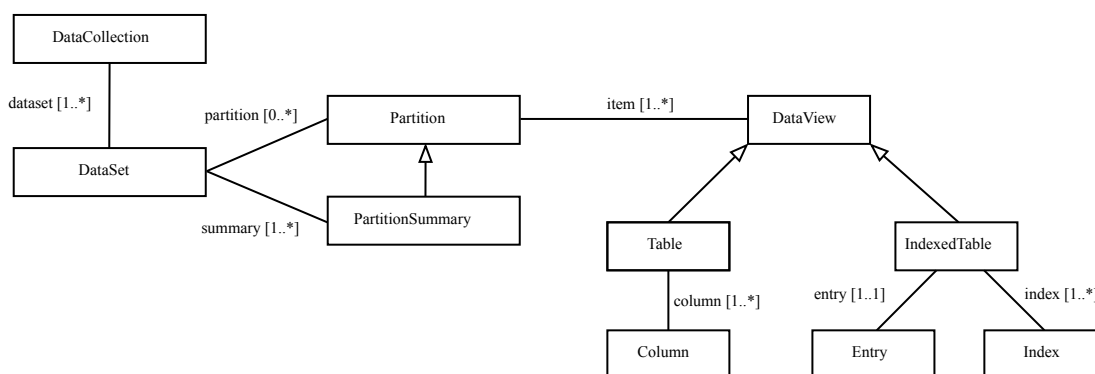 DataCollection
dataset [1..*]
partition [0..*]
Partition
item [1..*]
DataView
DataSet
summary [1..*]
PartitionSummary
Table
IndexedTable
column [1..*]
entry [1..1]
index [1..*]
Column
Entry
Index